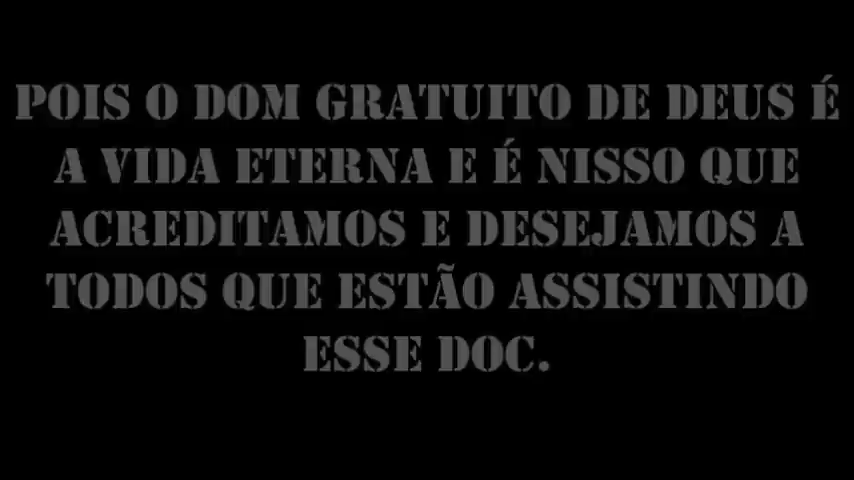 POIS O DOM GRATUITO DE DEUS É
A VIDA ETERNA E É NISSO QUE
ACREDITAMOS E DESEJAMOS A
TODOS QUE ESTÃO ASSISTINDO
ESSE DOC.